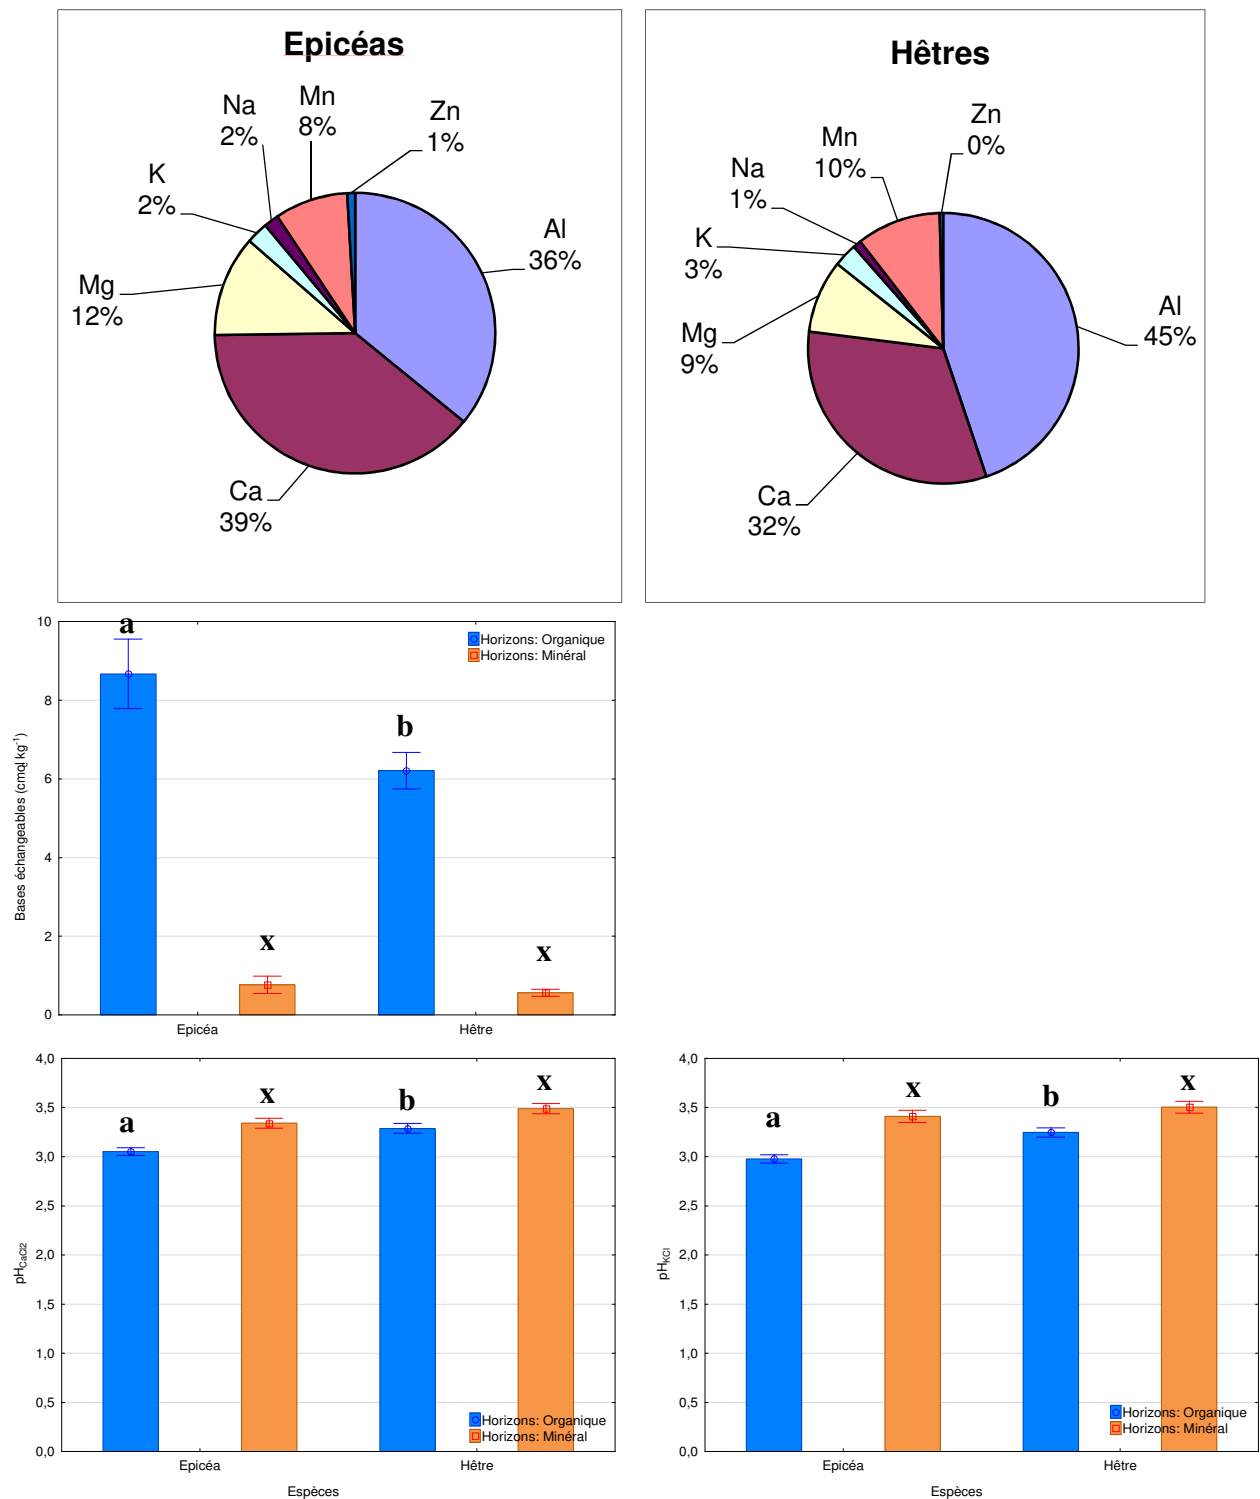 Epicéas
Mn
8%
Na
2%
Zn
1%
K
2%
Al
36%
Mg
12%
Ca
39%
Hêtres
Zn
0%
Mn
10%
Na
1%
K
3%
Al
45%
Mg
9%
Ca
32%
Bases échangeables (cmol kg-1)
10
8
6
4
2
0
a
x
b
x
Horizons: Organique
Horizons: Minéral
Epicéa
Hêtre
pHCaCl2
4,0
3,5
3,0
2,5
2,0
1,5
1,0
0,5
0,0
a
x
b
x
Horizons: Organique
Horizons: Minéral
Epicéa
Hêtre
Espèces
pHKCl
4,0
3,5
3,0
2,5
2,0
1,5
1,0
0,5
0,0
a
x
b
x
Horizons: Organique
Horizons: Minéral
Epicéa
Hêtre
Espèces